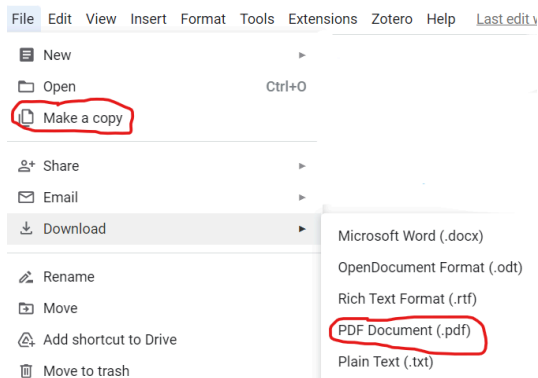 File Edit View Insert Format Tools Extensions Zotero Help Last edit
New
Open Ctrl+O
Make a copy
Share
Email
Download
Microsoft Word (.docx)
OpenDocument Format (.odt)
Rich Text Format (.rtf)
PDF Document (.pdf)
Plain Text (.txt)
Rename
Move
Add shortcut to Drive
Move to trash